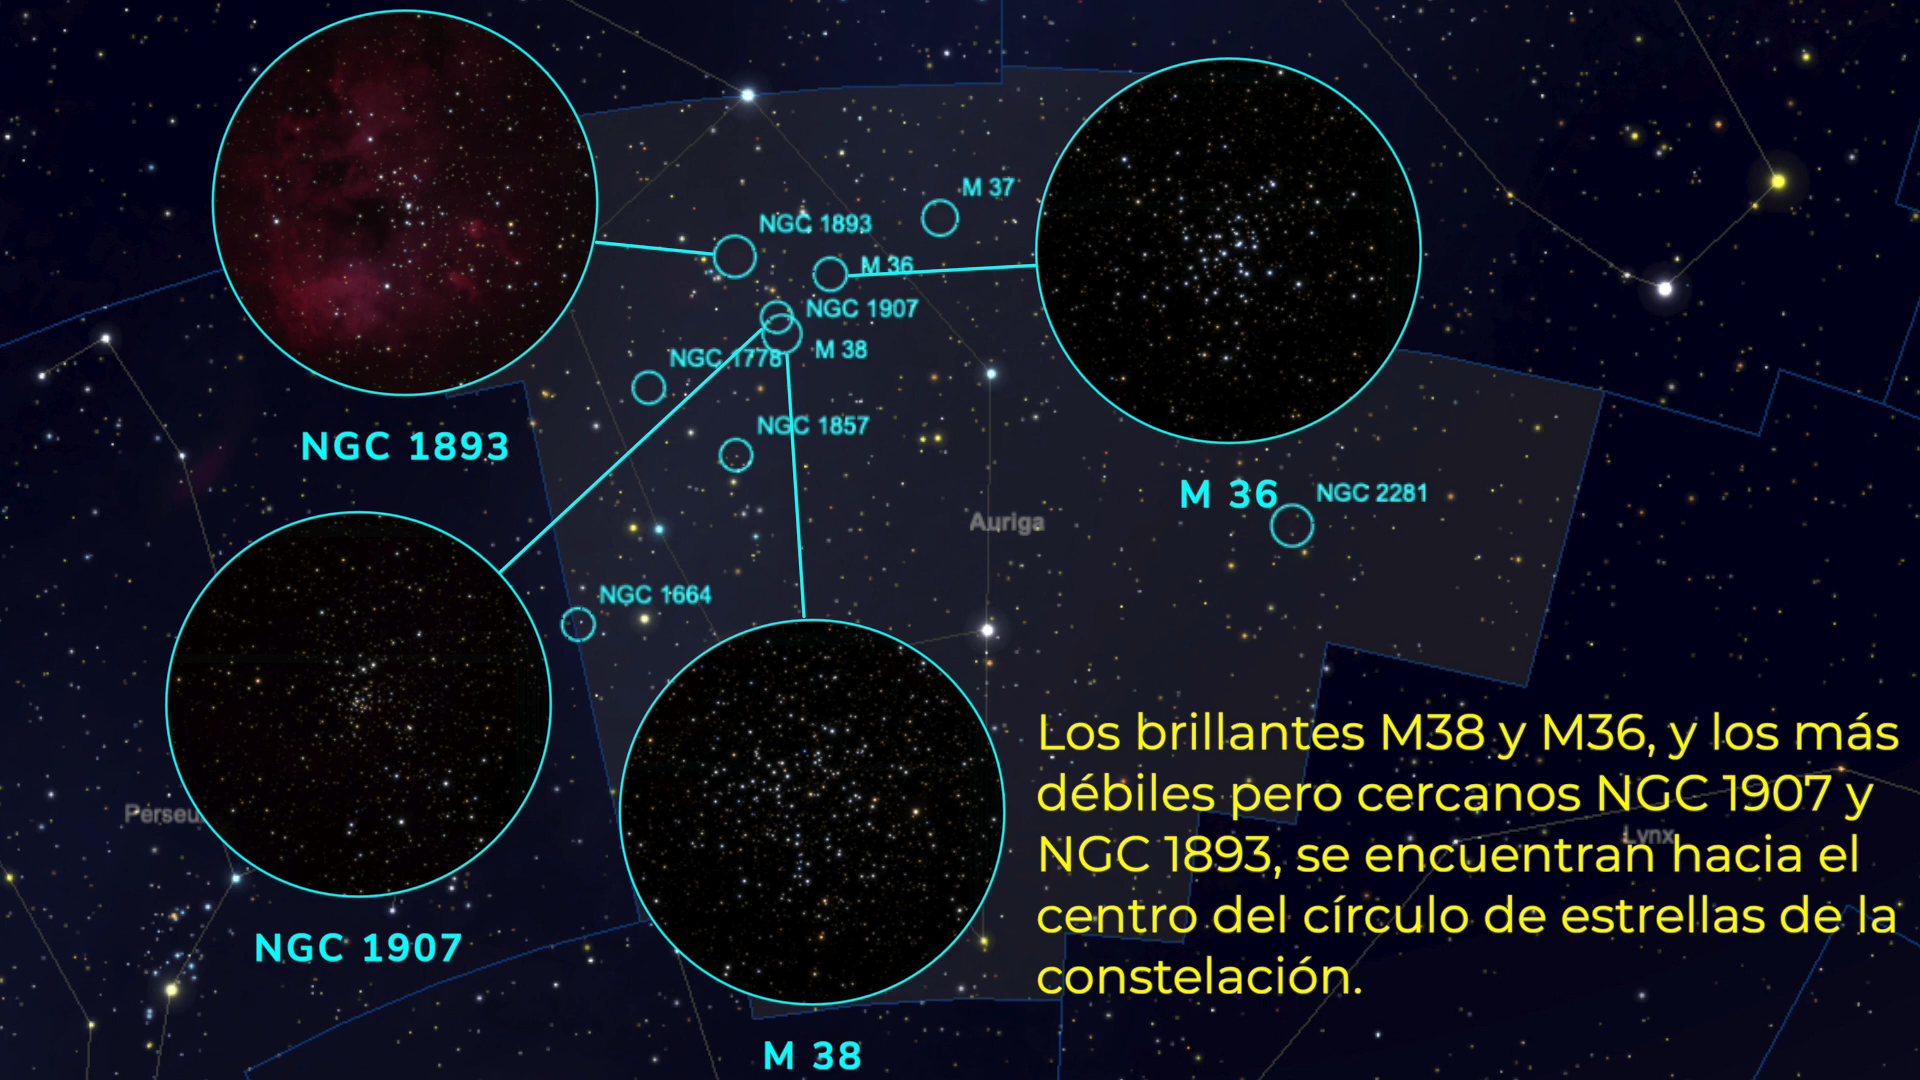 M 37
NGC 1893
M 36
NGC 1907
M 38
NGC 1778
NGC 1857
NGC 1893
M 36
NGC 2281
Auriga
NGC 1664
Perseu
Lynx
NGC 1907
M 38
Los brillantes M38 y M36, y los más
débiles pero cercanos NGC 1907 y
NGC 1893, se encuentran hacia el
centro del círculo de estrellas de la
constelación.